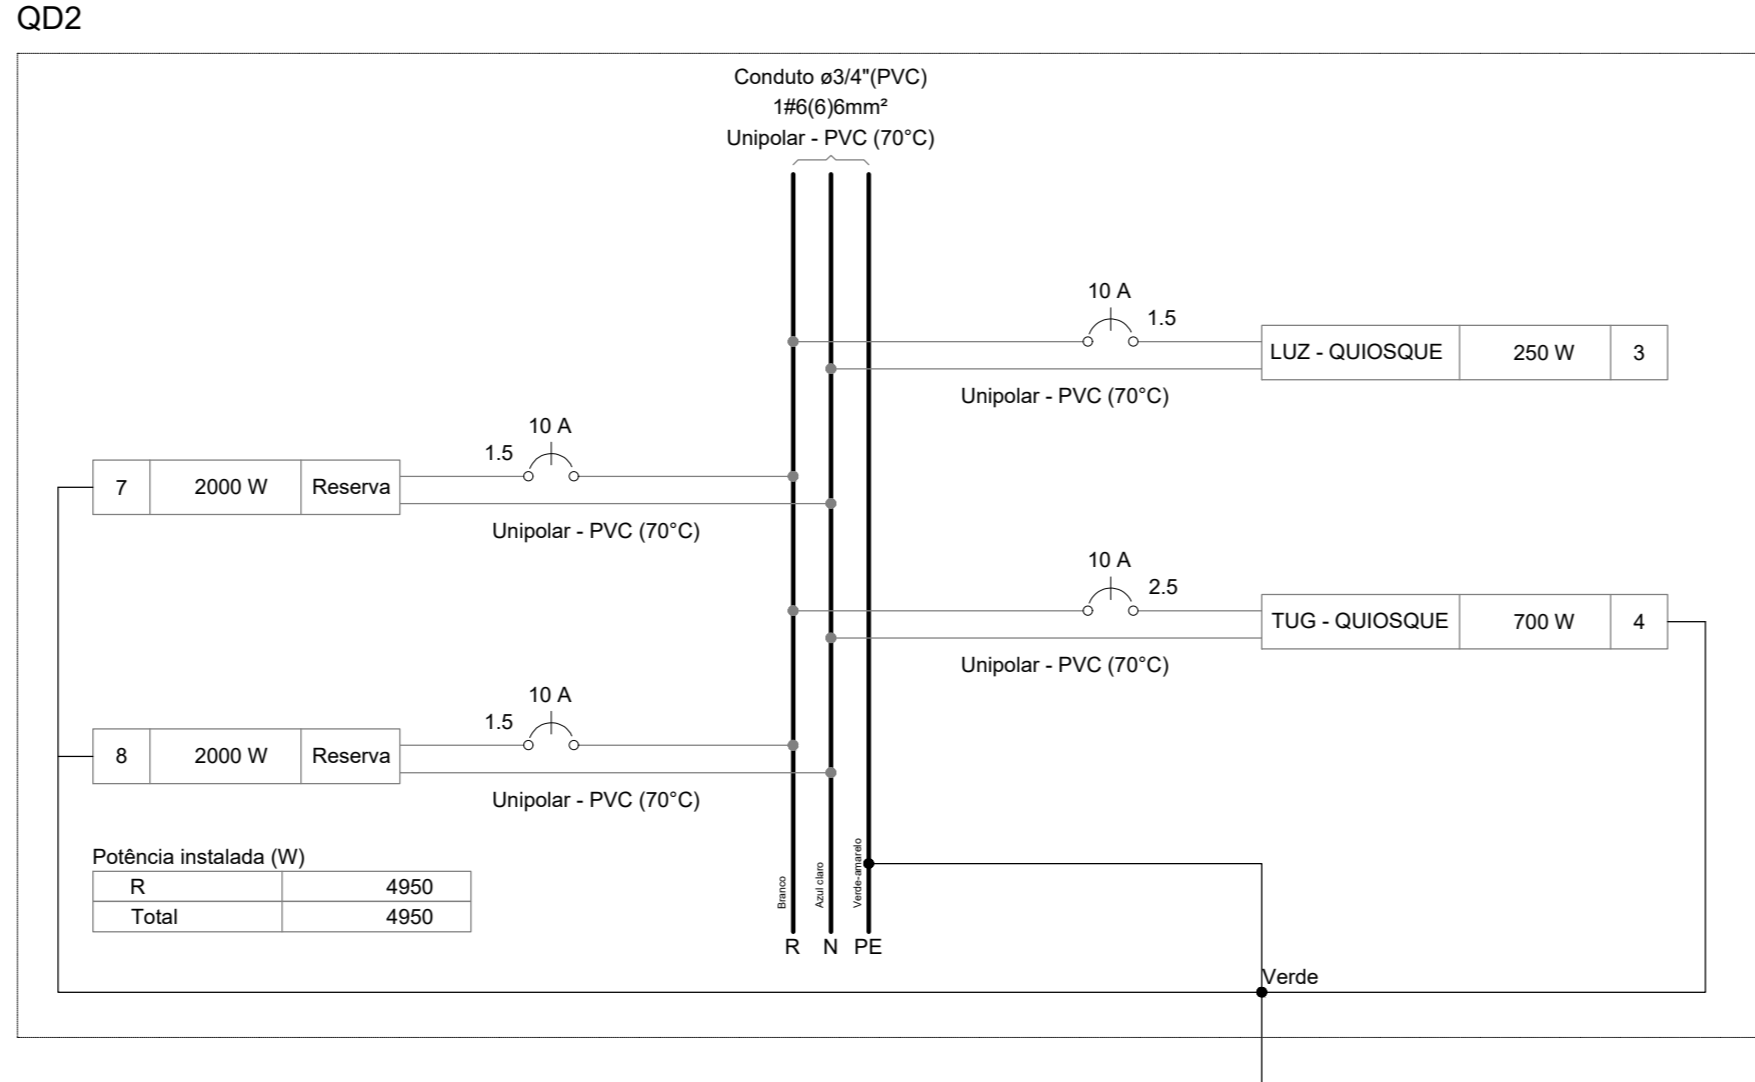 QD2
Conduto ø3/4"(PVC)
1#6(6)6mm²
Unipolar - PVC (70°C)
10 A
1.5
LUZ - QUIOSQUE 250 W 3
Unipolar - PVC (70°C)
10 A
1.5
7 2000 W Reserva
Unipolar - PVC (70°C)
10 A
2.5
TUG - QUIOSQUE 700 W 4
Unipolar - PVC (70°C)
10 A
1.5
8 2000 W Reserva
Unipolar - PVC (70°C)
Potência instalada (W)
R 4950
Total 4950
Branco
Azul claro
Verde-amarelo
R N PE
Verde